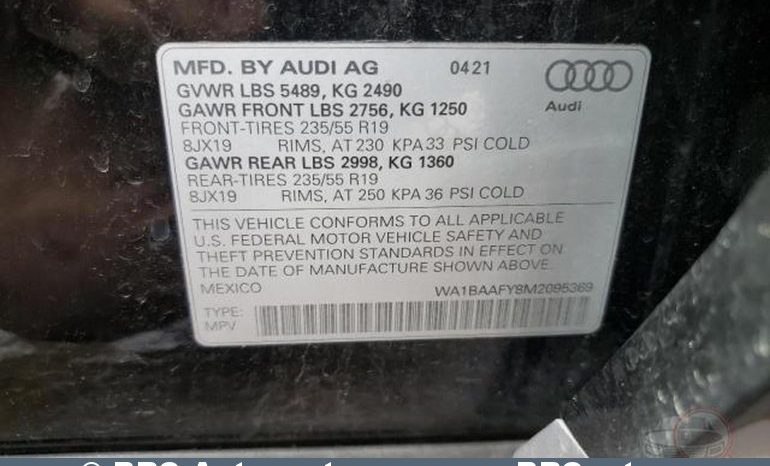 MFD. BY AUDI AG 0421
Audi
GVWR LBS 5489, KG 2490
GAWR FRONT LBS 2756, KG 1250
FRONT-TIRES 235/55 R19
8JX19 RIMS, AT 230 KPA 33 PSI COLD
GAWR REAR LBS 2998, KG 1360
REAR-TIRES 235/55 R19
8JX19 RIMS, AT 250 KPA 36 PSI COLD
THIS VEHICLE CONFORMS TO ALL APPLICABLE
U.S. FEDERAL MOTOR VEHICLE SAFETY AND
THEFT PREVENTION STANDARDS IN EFFECT ON
THE DATE OF MANUFACTURE SHOWN ABOVE.
MEXICO WA1BAAFY8M2095369
TYPE:
MPV